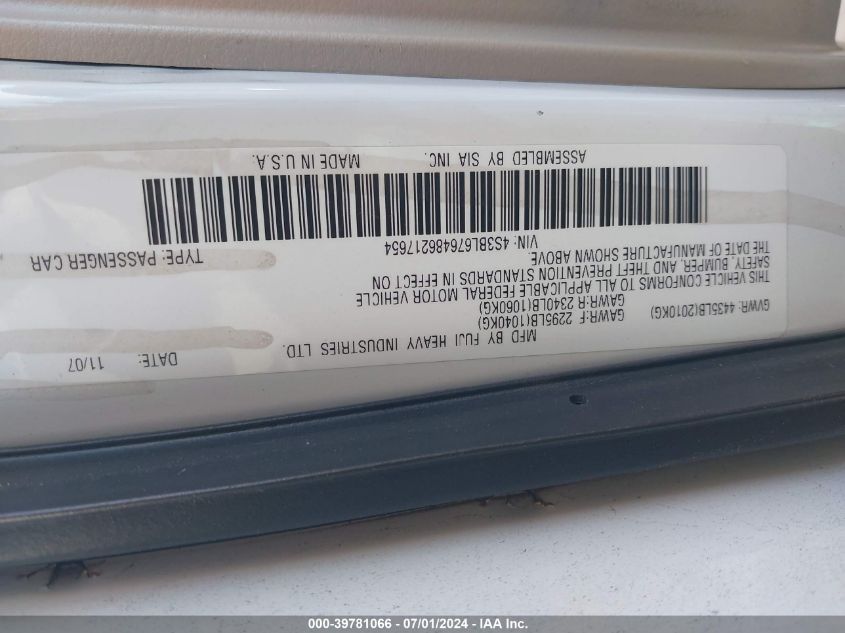 MFD BY FUJI HEAVY INDUSTRIES LTD. DATE: 11/07
GVWR: 4435LB(2010KG) GAWR:F 2295LB(1040KG)
GAWR:R 2340LB(1060KG)
THIS VEHICLE CONFORMS TO ALL APPLICABLE FEDERAL MOTOR VEHICLE
SAFETY, BUMPER, AND THEFT PREVENTION STANDARDS IN EFFECT ON
THE DATE OF MANUFACTURE SHOWN ABOVE.
VIN: 4S3BL676486217654 TYPE: PASSENGER CAR
ASSEMBLED BY SIA INC. MADE IN U.S.A.
000-39781066 - 07/01/2024 - IAA Inc.